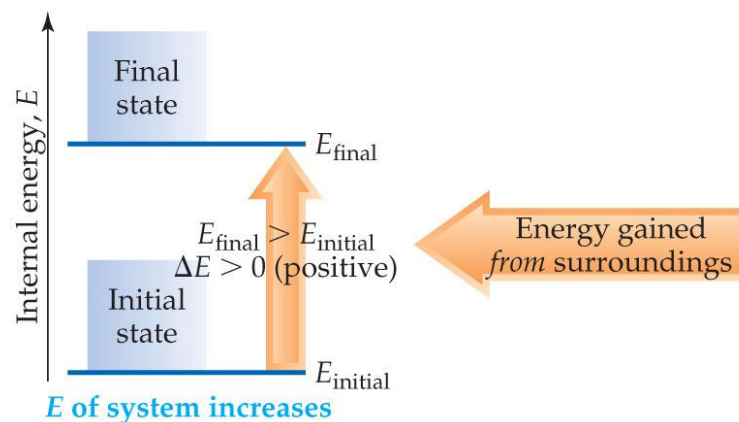 Internal energy, E
Final
state
E_final
E_final > E_initial
ΔE > 0 (positive)
Energy gained
from surroundings
Initial
state
E_initial
E of system increases